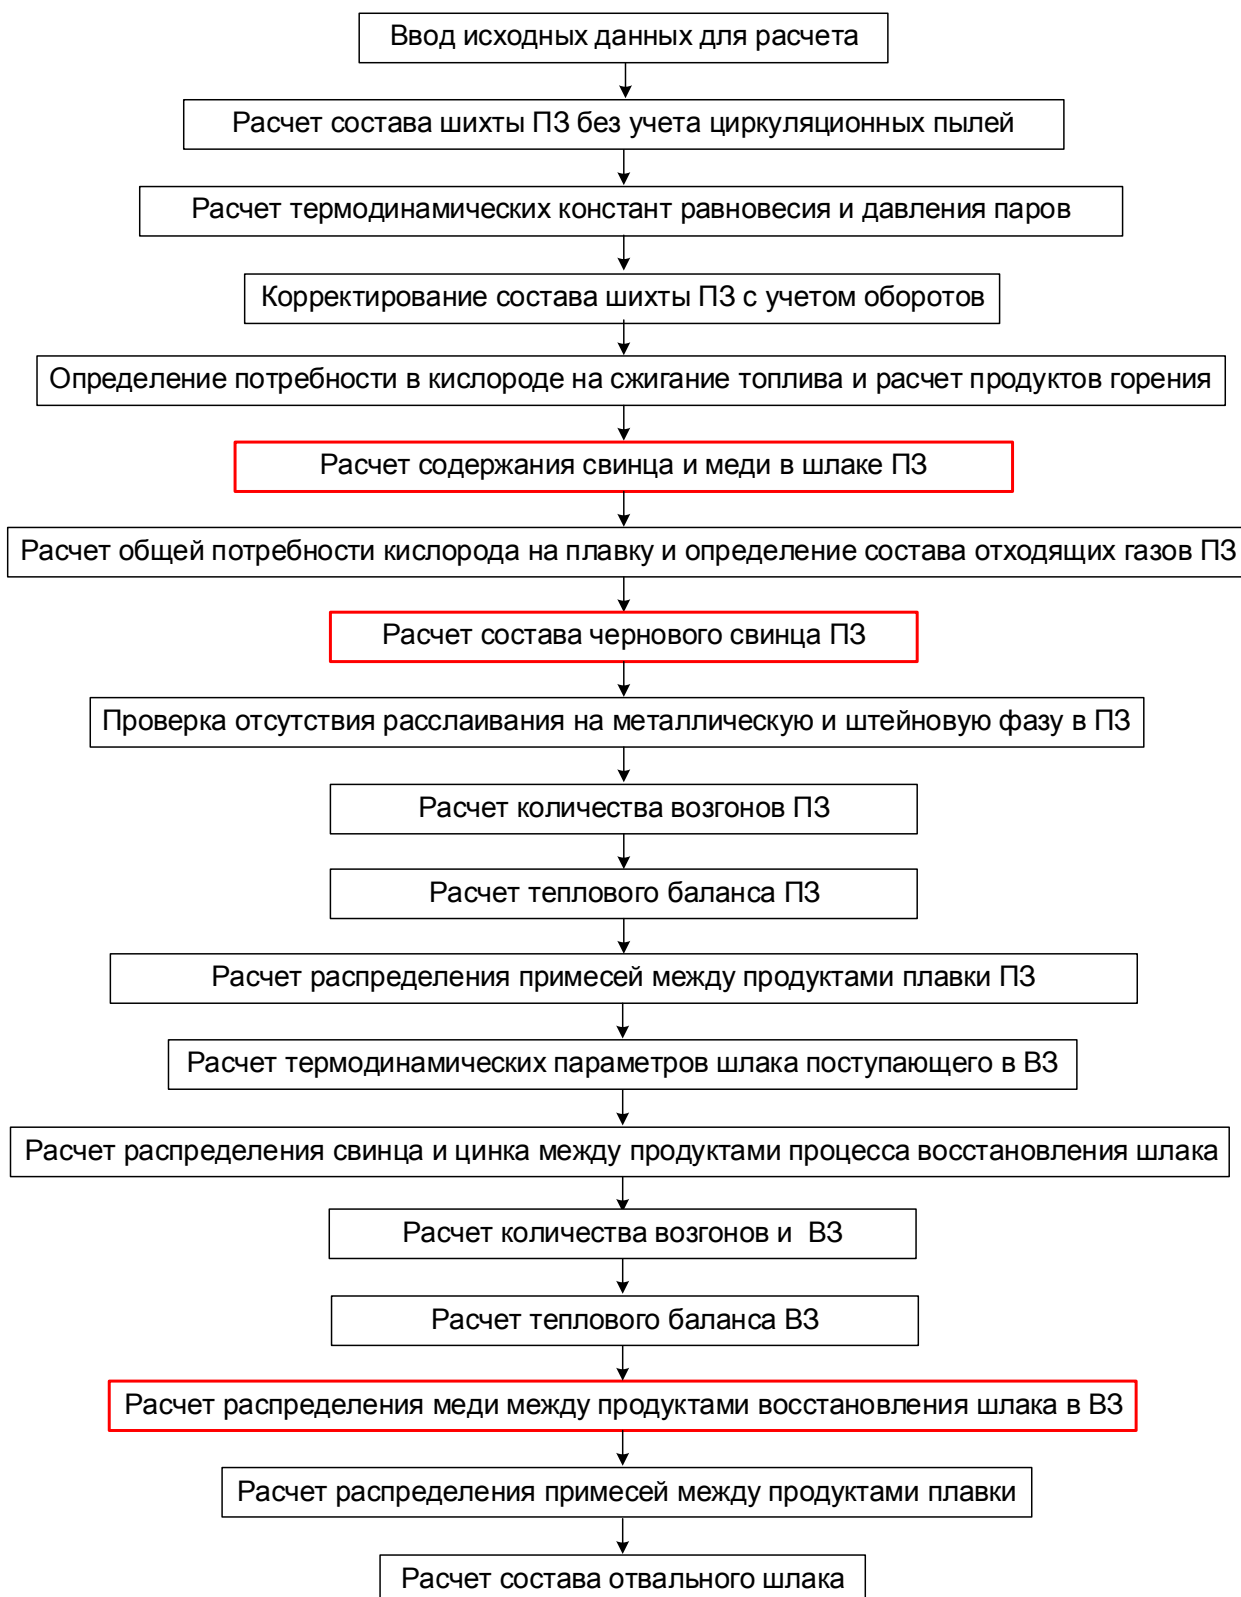 Ввод исходных данных для расчета
Расчет состава шихты ПЗ без учета циркуляционных пылей
Расчет термодинамических констант равновесия и давления паров
Корректирование состава шихты ПЗ с учетом оборотов
Определение потребности в кислороде на сжигание топлива и расчет продуктов горения
Расчет содержания свинца и меди в шлаке ПЗ
Расчет общей потребности кислорода на плавку и определение состава отходящих газов ПЗ
Расчет состава чернового свинца ПЗ
Проверка отсутствия расслаивания на металлическую и штейновую фазу в ПЗ
Расчет количества возгонов ПЗ
Расчет теплового баланса ПЗ
Расчет распределения примесей между продуктами плавки ПЗ
Расчет термодинамических параметров шлака поступающего в ВЗ
Расчет распределения свинца и цинка между продуктами процесса восстановления шлака
Расчет количества возгонов и ВЗ
Расчет теплового баланса ВЗ
Расчет распределения меди между продуктами восстановления шлака в ВЗ
Расчет распределения примесей между продуктами плавки
Расчет состава отвального шлака